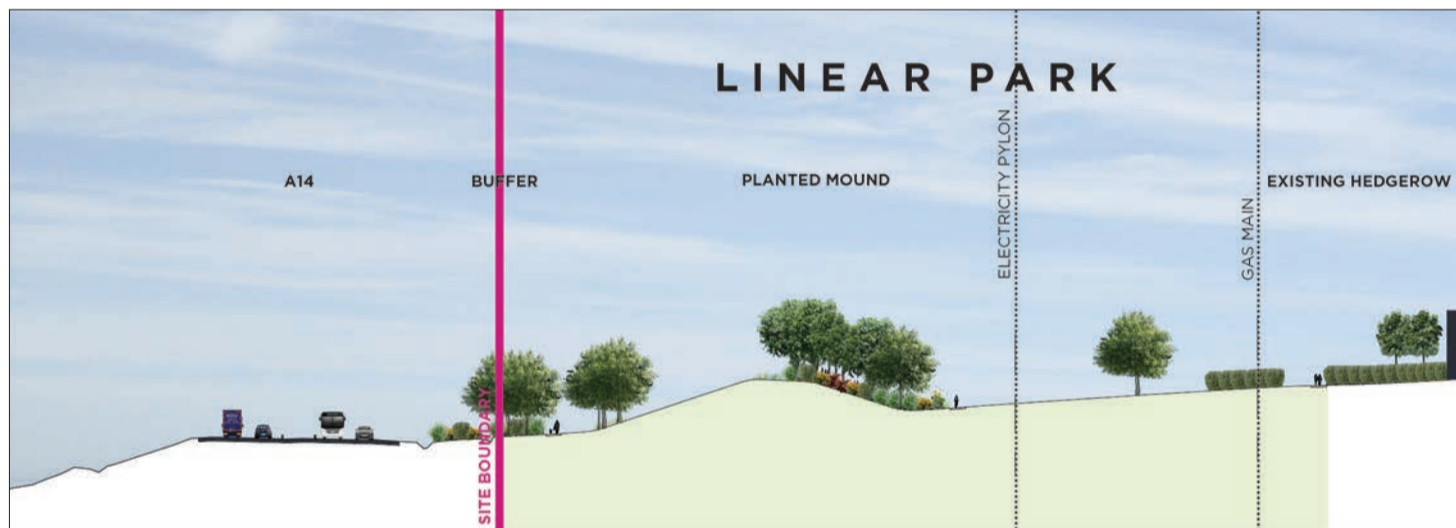 LINEAR PARK
A14
BUFFER
PLANTED MOUND
EXISTING HEDGEROW
ELECTRICITY PYLON
GAS MAIN
SITE BOUNDARY